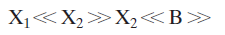 X₁ ≪ X₂ ≫ X₂ ≪ B ≫